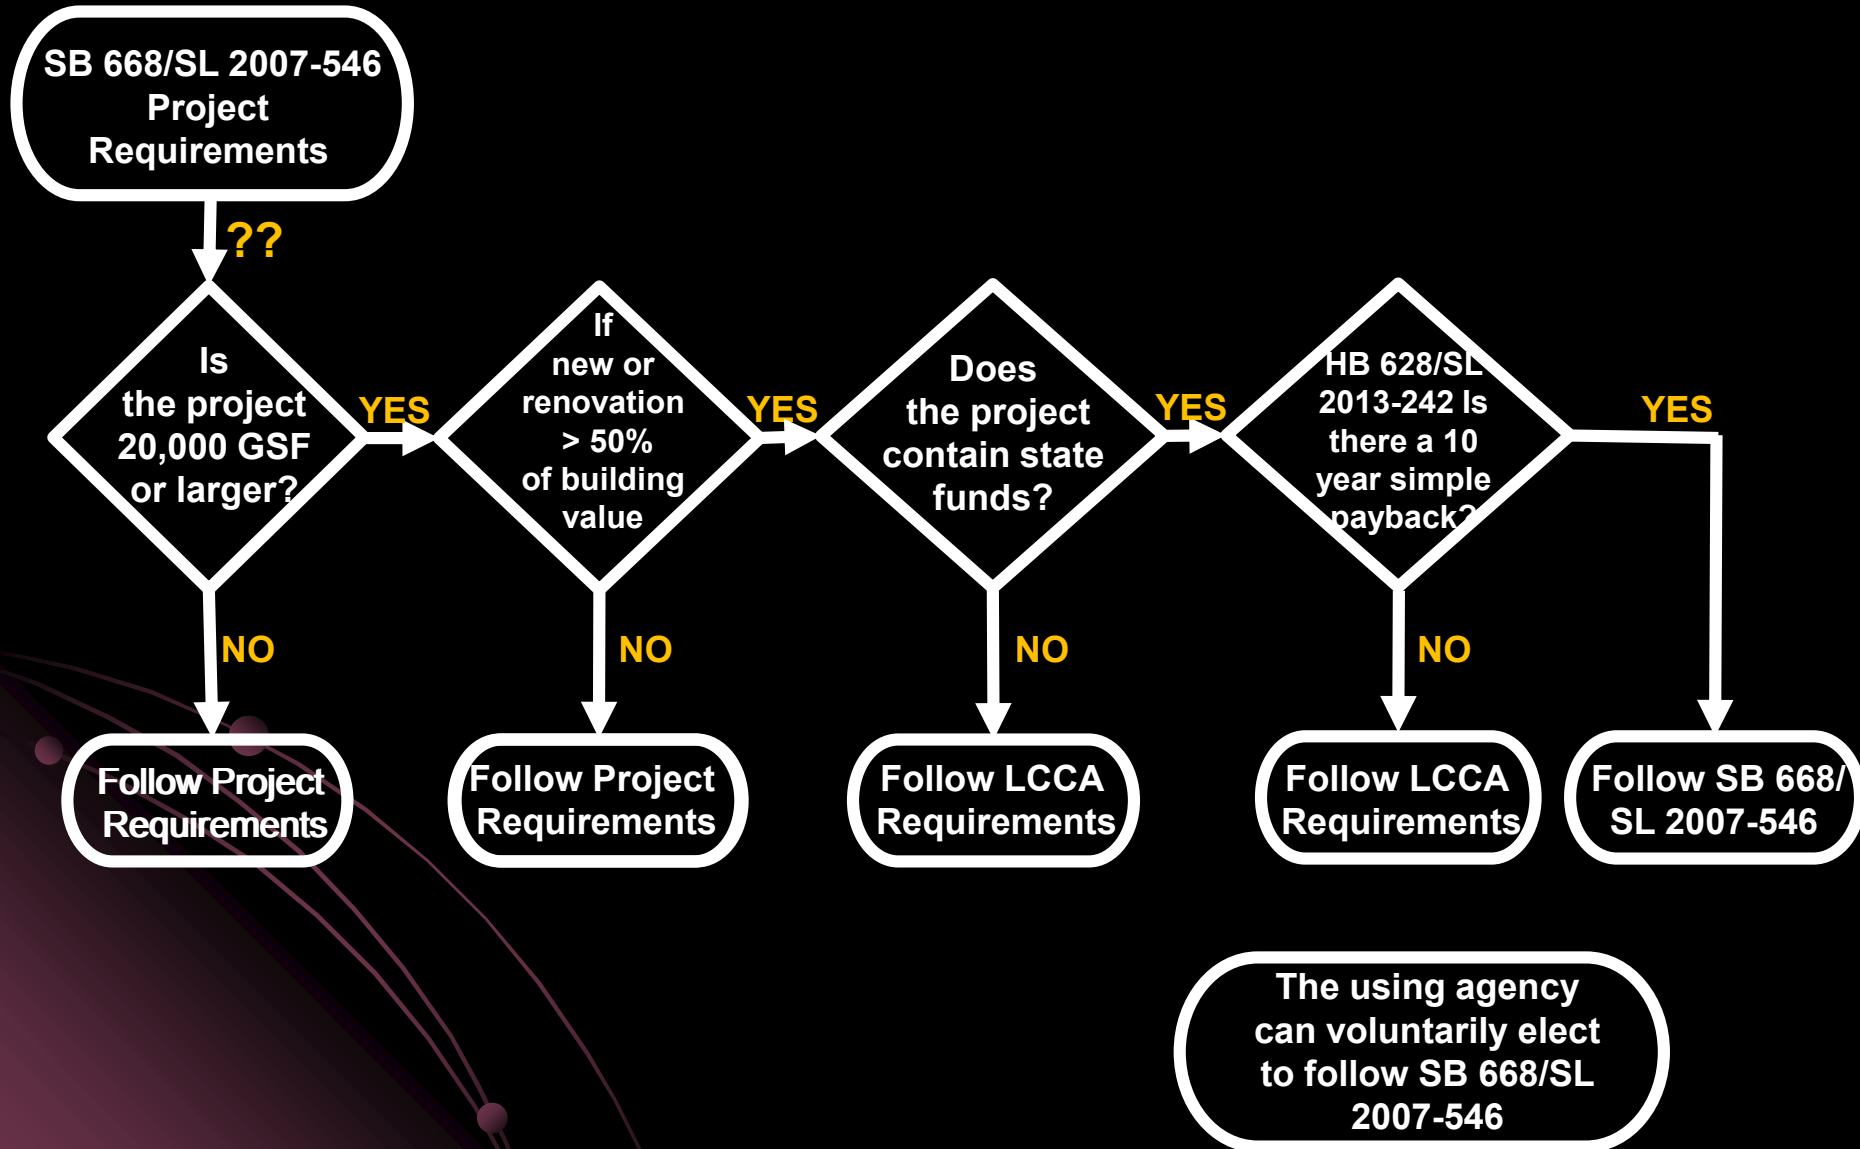 SB 668/SL 2007-546
Project
Requirements
??
Is
the project
20,000 GSF
or larger?
YES
If
new or
renovation
> 50%
of building
value
YES
Does
the project
contain state
funds?
YES
HB 628/SL
2013-242 Is
there a 10
year simple
payback?
YES
NO
NO
NO
NO
Follow Project
Requirements
Follow Project
Requirements
Follow LCCA
Requirements
Follow LCCA
Requirements
Follow SB 668/
SL 2007-546
The using agency
can voluntarily elect
to follow SB 668/SL
2007-546